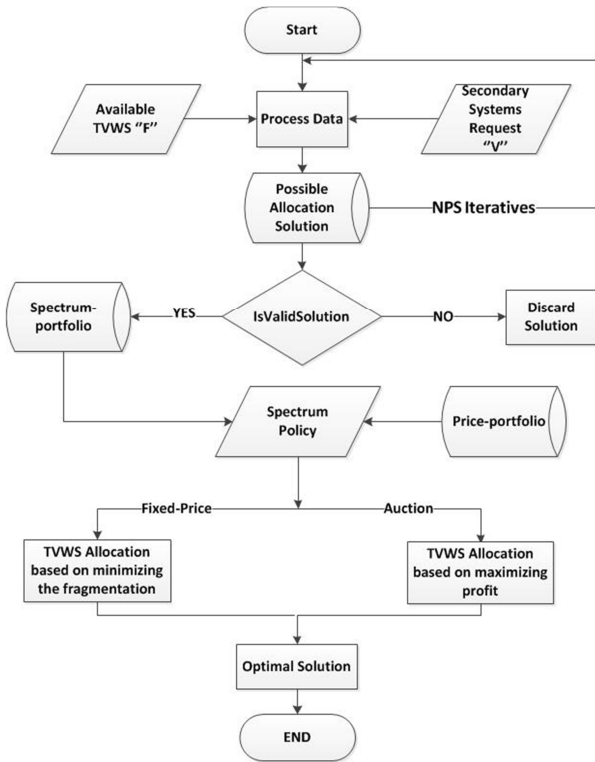 Start
Available
TVWS ‘’F’’
Process Data
Secondary
Systems
Request
‘’V’’
Possible
Allocation
Solution
NPS Iteratives
Spectrum-
portfolio
YES
IsValidSolution
NO
Discard
Solution
Spectrum
Policy
Price-portfolio
Fixed-Price
Auction
TVWS Allocation
based on minimizing
the fragmentation
TVWS Allocation
based on maximizing
profit
Optimal Solution
END